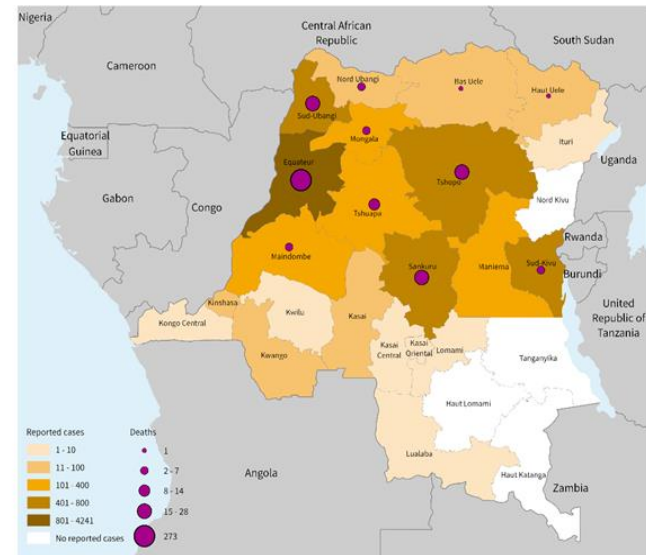 Nigeria
Central African
Republic
South Sudan
Cameroon
Nord Ubangi
Bas Uele
Haut Uele
Sud-Ubangi
Mongala
Ituri
Equatorial
Guinea
Equateur
Tshopo
Uganda
Gabon
Congo
Nord Kivu
Tshuapa
Rwanda
Maindombe
Sankuru
Maniema
Sud-Kivu
Burundi
Kinshasa
Kongo Central
Kwilu
Kasai
United
Republic of
Tanzania
Kwango
Kasai
Central
Kasai
Oriental
Lomami
Tanganyika
Haut Lomami
Lualaba
Haut Katanga
Angola
Zambia
Reported cases
1 - 10
11 - 100
101 - 400
401 - 800
801 - 4241
No reported cases
Deaths
1
2 - 7
8 - 14
15 - 28
273